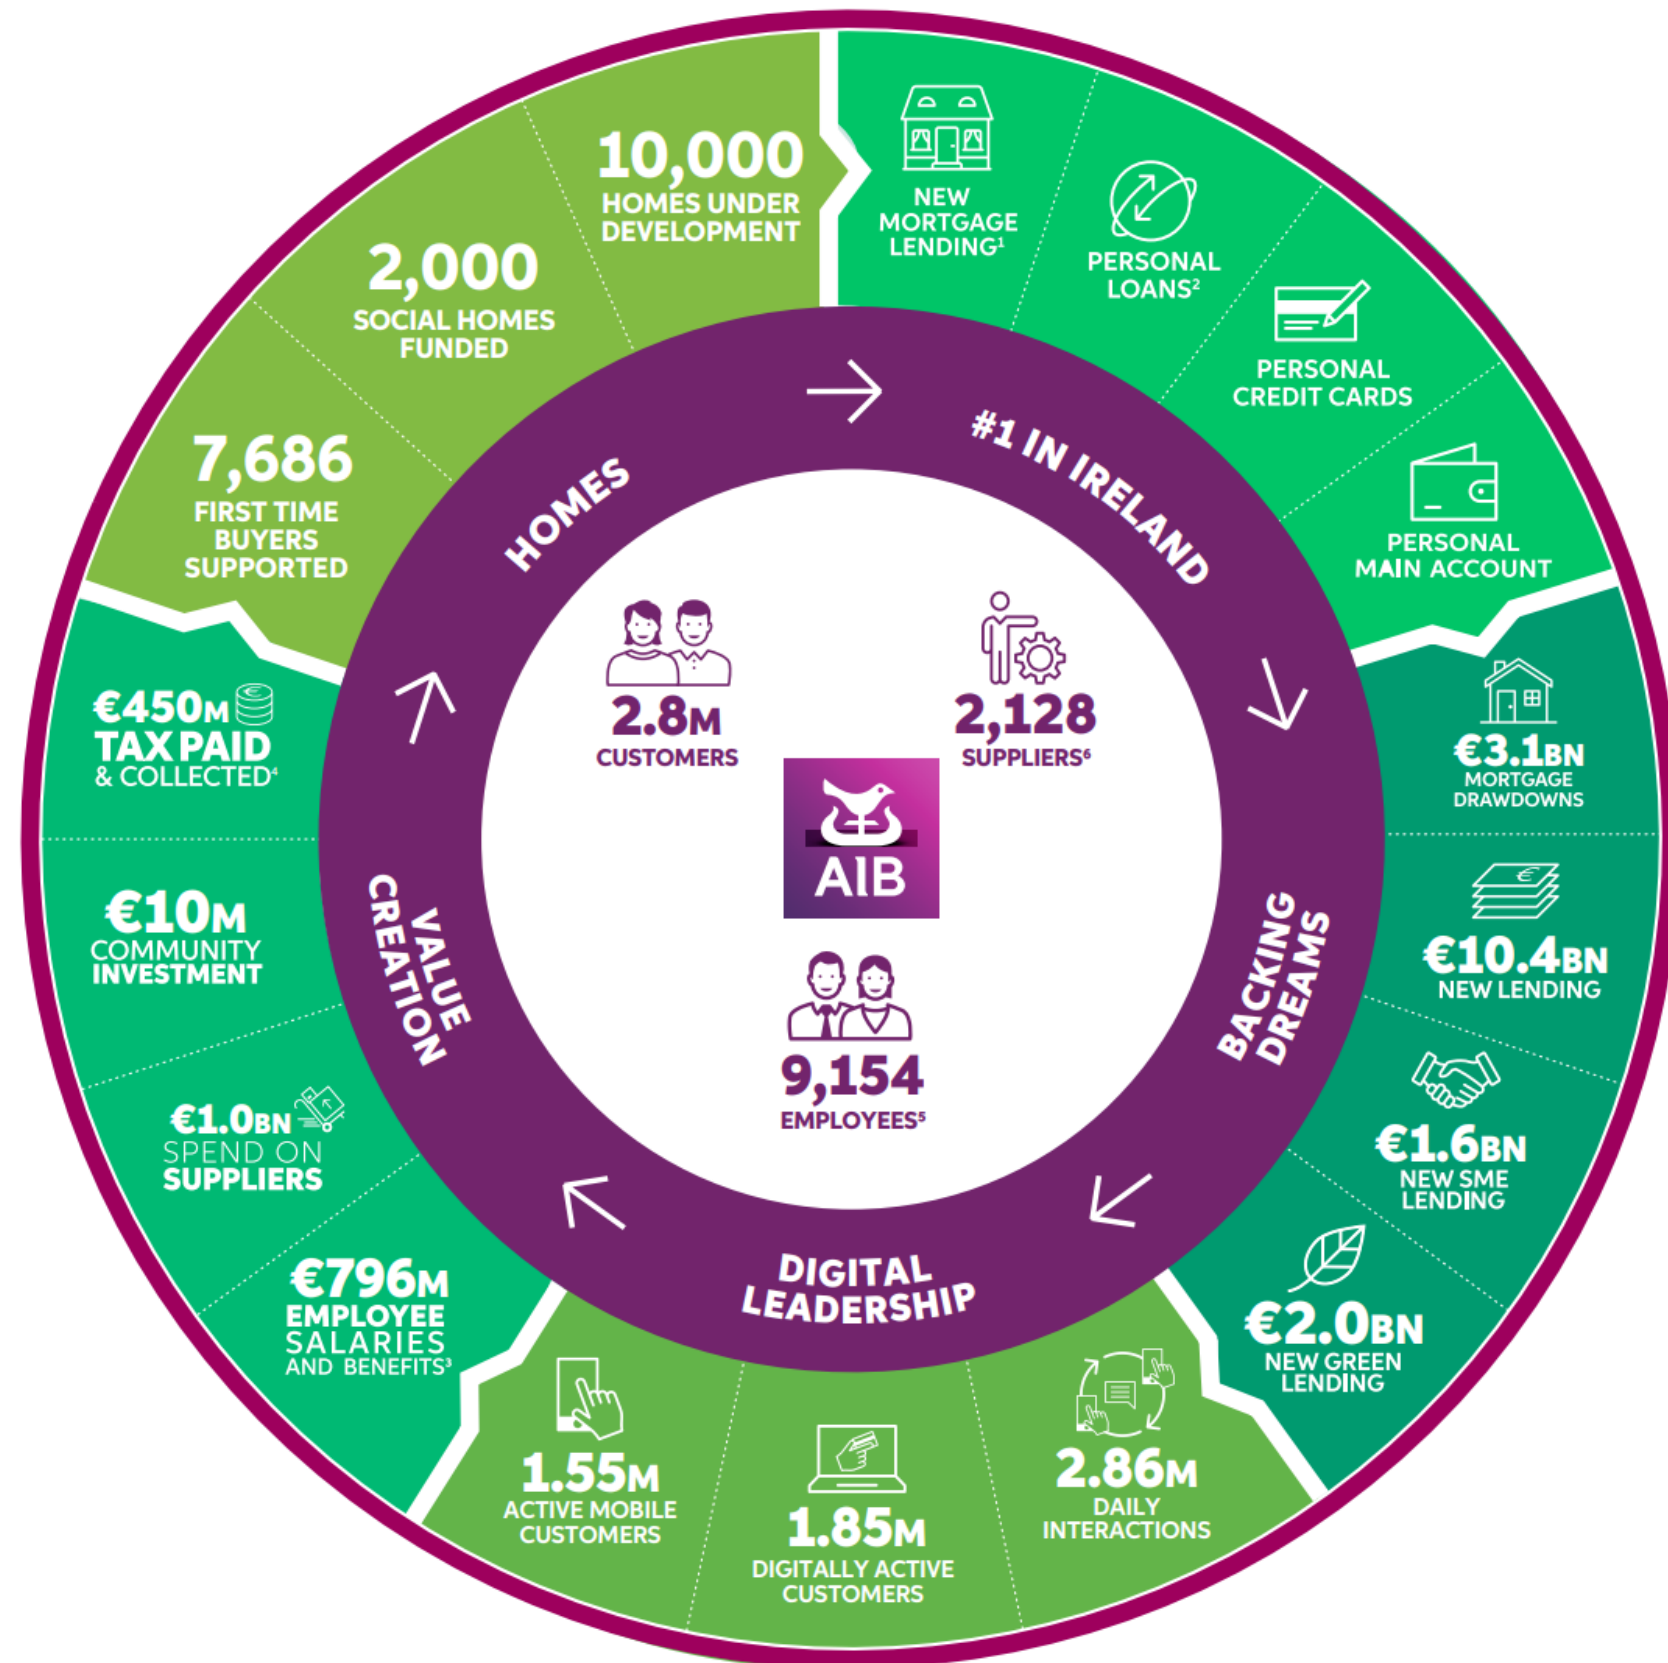 10,000
HOMES UNDER
DEVELOPMENT
2,000
SOCIAL HOMES
FUNDED
7,686
FIRST TIME
BUYERS
SUPPORTED
HOMES
NEW
MORTGAGE
LENDING¹
PERSONAL
LOANS²
PERSONAL
CREDIT CARDS
PERSONAL
MAIN ACCOUNT
#1 IN IRELAND
€3.1BN
MORTGAGE
DRAWDOWNS
€10.4BN
NEW LENDING
€1.6BN
NEW SME
LENDING
€2.0BN
NEW GREEN
LENDING
BACKING
DREAMS
2.86M
DAILY
INTERACTIONS
1.85M
DIGITALLY ACTIVE
CUSTOMERS
1.55M
ACTIVE MOBILE
CUSTOMERS
DIGITAL
LEADERSHIP
€796M
EMPLOYEE
SALARIES
AND BENEFITS³
€1.0BN
SPEND ON
SUPPLIERS
€10M
COMMUNITY
INVESTMENT
€450M
TAX PAID
& COLLECTED⁴
VALUE
CREATION
2.8M
CUSTOMERS
2,128
SUPPLIERS⁶
AIB
9,154
EMPLOYEES⁵